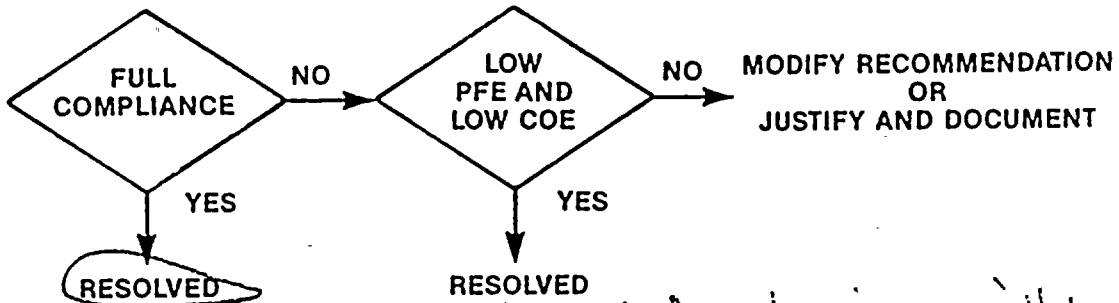 FULL
COMPLIANCE
NO
LOW
PFE AND
LOW COE
NO
MODIFY RECOMMENDATION
OR
JUSTIFY AND DOCUMENT
YES
YES
RESOLVED
RESOLVED